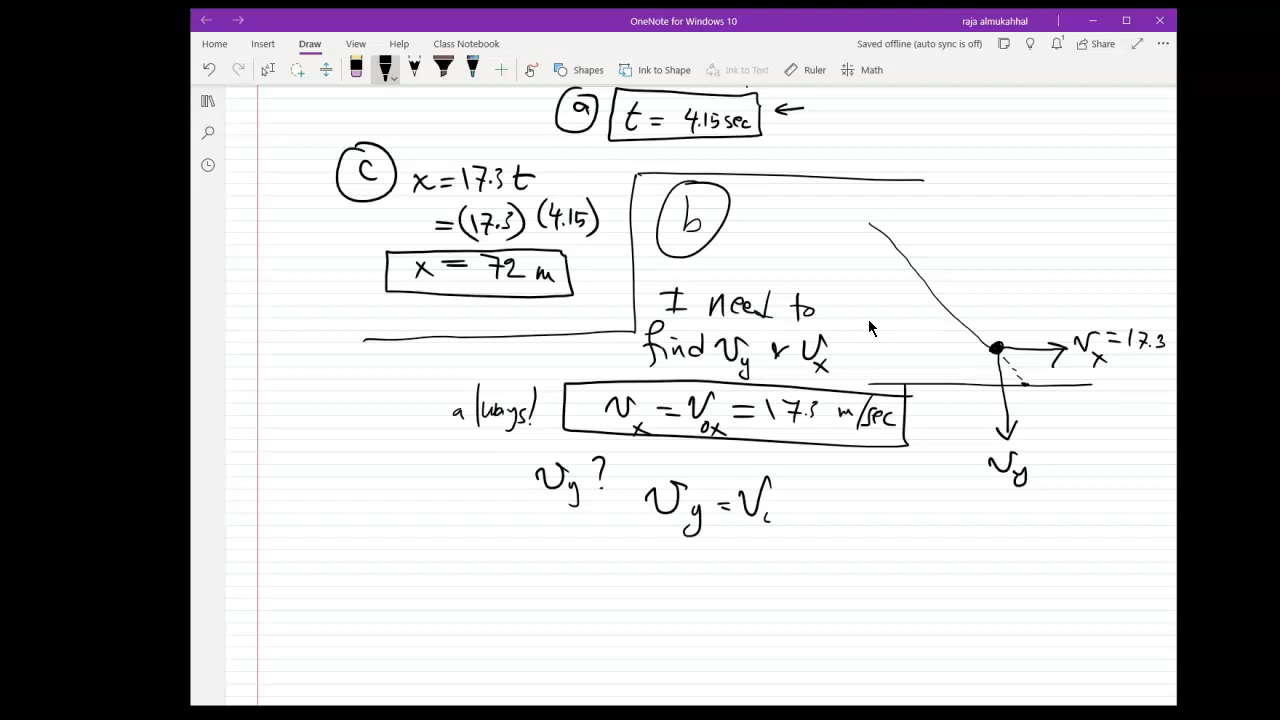 OneNote for Windows 10
raja almukahhal
Home Insert Draw View Help Class Notebook
Saved offline (auto sync is off)
Share
Shapes
Ink to Shape
Ink to Text
Ruler
Math
a t = 4.15 sec ←
c x = 17.3 t
= (17.3) (4.15)
x = 72 m
b
I need to
find vy & vx
vx = 17.3
always! vx = v0x = 17.3 m/sec
vy
vy ? vy = v